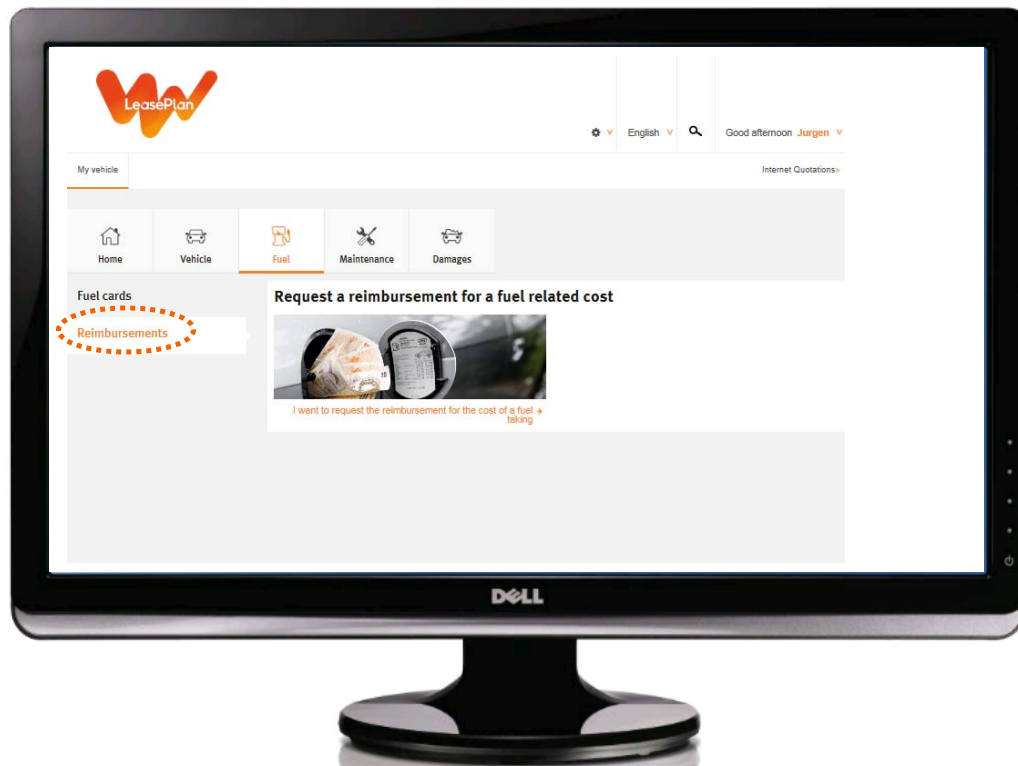 LeasePlan
English
Good afternoon Jurgen
My vehicle
Internet Quotations>
Home
Vehicle
Fuel
Maintenance
Damages
Fuel cards
Request a reimbursement for a fuel related cost
Reimbursements
I want to request the reimbursement for the cost of a fuel →
taking
DELL